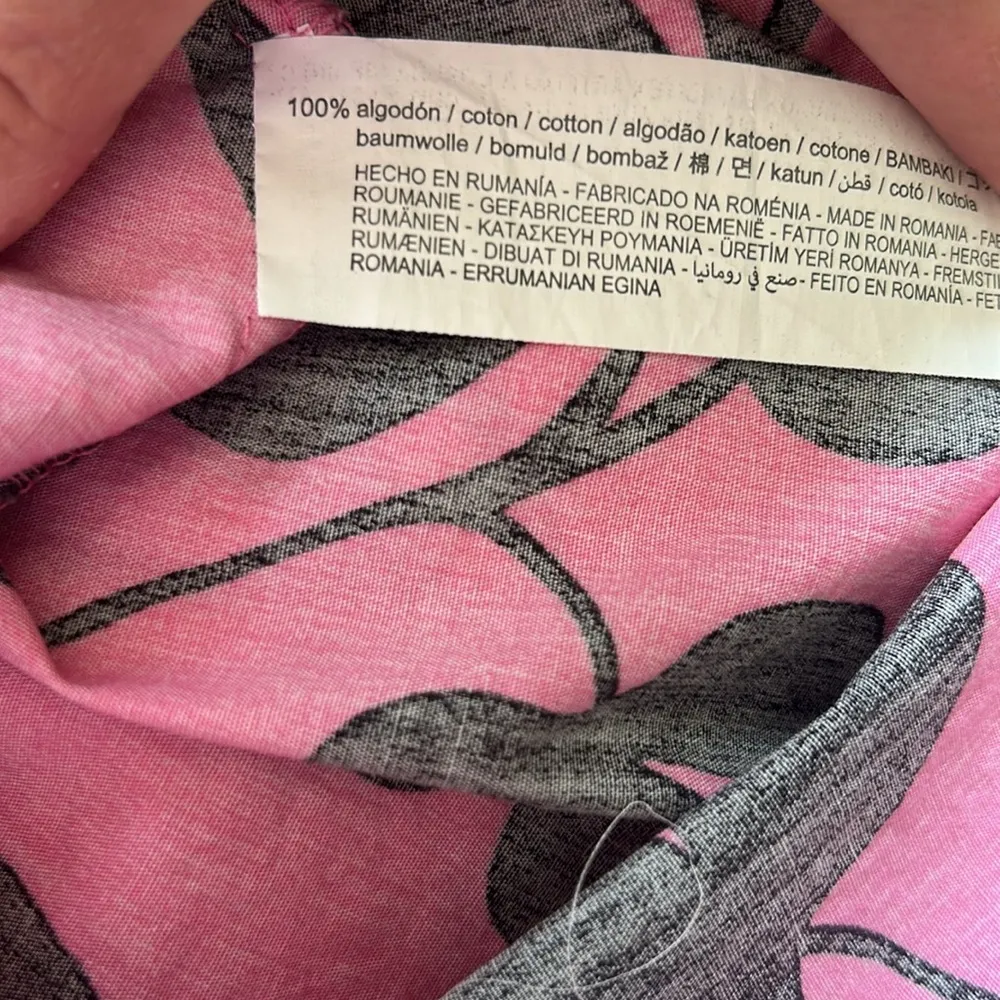 100% algodón / coton / cotton / algodão / katoen / cotone / BAMBAKI /
baumwolle / bomuld / bombaž / 棉 / 면 / katun / قطن / cotó / kotoia
HECHO EN RUMANÍA - FABRICADO NA ROMÉNIA - MADE IN ROMANIA -
ROUMANIE - GEFABRICEERD IN ROEMENIË - FATTO IN ROMANIA -
RUMÄNIEN - ΚΑΤΑΣΚΕΥΗ ΡΟΥΜΑΝΙΑ - ÜRETİM YERİ ROMANYA -
RUMÆNIEN - DIBUAT DI RUMANIA - صنع في رومانيا - FEITO EN ROMANÍA -
ROMANIA - ERRUMANIAN EGINA